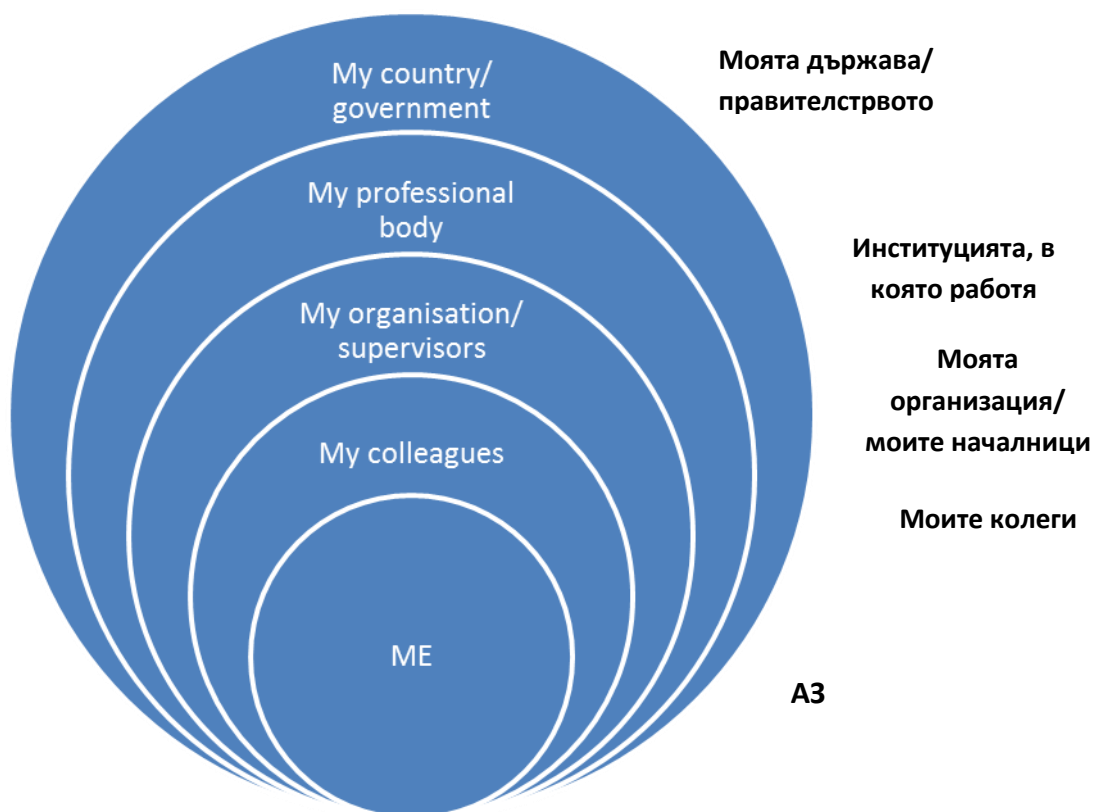 My country/
government
Моята държава/
правителстрвото
My professional
body
Институцията, в
която работя
My organisation/
supervisors
Моята
организация/
моите началници
My colleagues
Моите колеги
ME
АЗ